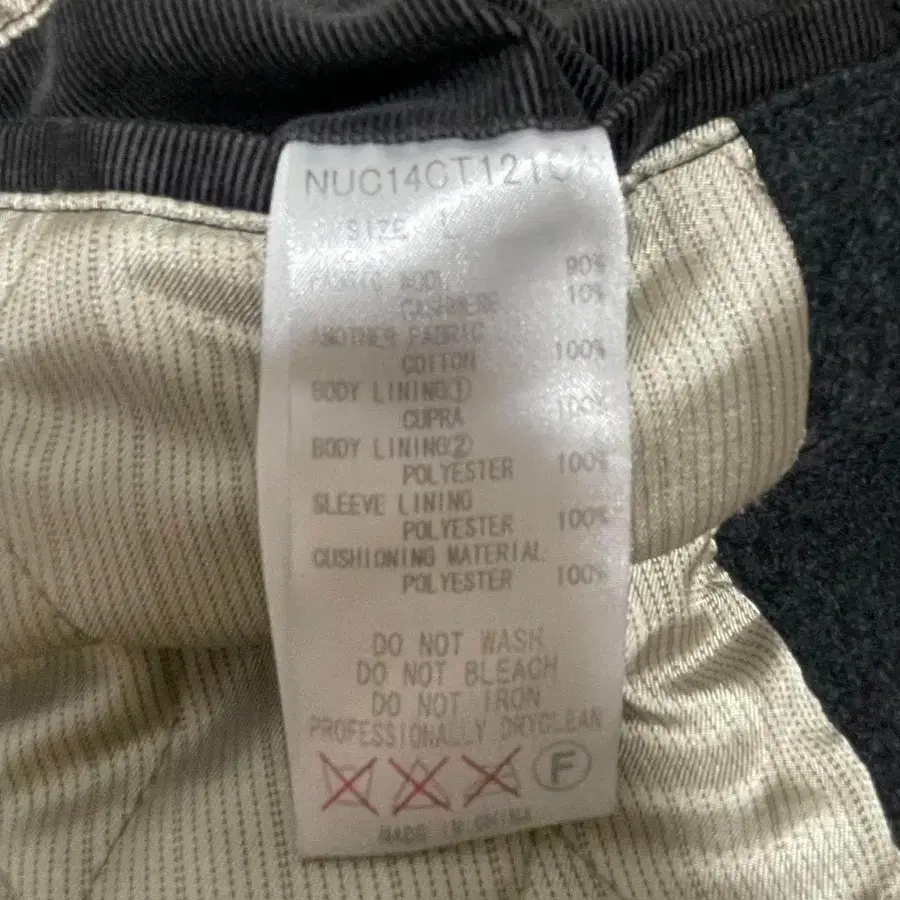 SIZE L
FABRIC WOOL 90%
CASHMERE 10%
ANOTHER FABRIC
COTTON 100%
BODY LINING①
CUPRA 100%
BODY LINING②
POLYESTER 100%
SLEEVE LINING
POLYESTER 100%
CUSHIONING MATERIAL
POLYESTER 100%
DO NOT WASH
DO NOT BLEACH
DO NOT IRON
PROFESSIONALLY DRYCLEAN
F
MADE IN CHINA